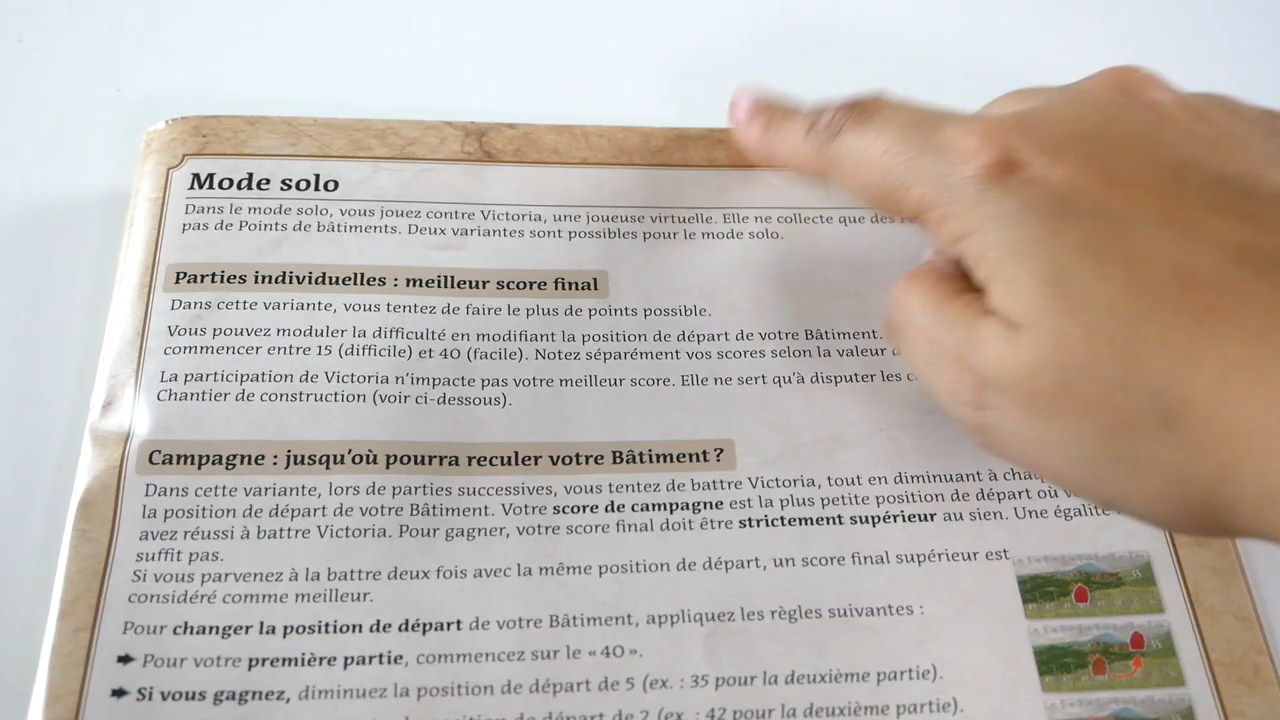 Mode solo
Dans le mode solo, vous jouez contre Victoria, une joueuse virtuelle. Elle ne collecte que des
pas de Points de bâtiments. Deux variantes sont possibles pour le mode solo.
Parties individuelles : meilleur score final
Dans cette variante, vous tentez de faire le plus de points possible.
Vous pouvez moduler la difficulté en modifiant la position de départ de votre Bâtiment.
commencer entre 15 (difficile) et 40 (facile). Notez séparément vos scores selon la valeur
La participation de Victoria n'impacte pas votre meilleur score. Elle ne sert qu'à disputer les
Chantier de construction (voir ci-dessous).
Campagne : jusqu'où pourra reculer votre Bâtiment ?
Dans cette variante, lors de parties successives, vous tentez de battre Victoria, tout en diminuant à
la position de départ de votre Bâtiment. Votre score de campagne est la plus petite position de départ où
avez réussi à battre Victoria. Pour gagner, votre score final doit être strictement supérieur au sien. Une égalité
suffit pas.
Si vous parvenez à la battre deux fois avec la même position de départ, un score final supérieur est
considéré comme meilleur.
Pour changer la position de départ de votre Bâtiment, appliquez les règles suivantes :
Pour votre première partie, commencez sur le « 40 ».
Si vous gagnez, diminuez la position de départ de 5 (ex. : 35 pour la deuxième partie).
de départ de 2 (ex. : 42 pour la deuxième partie).